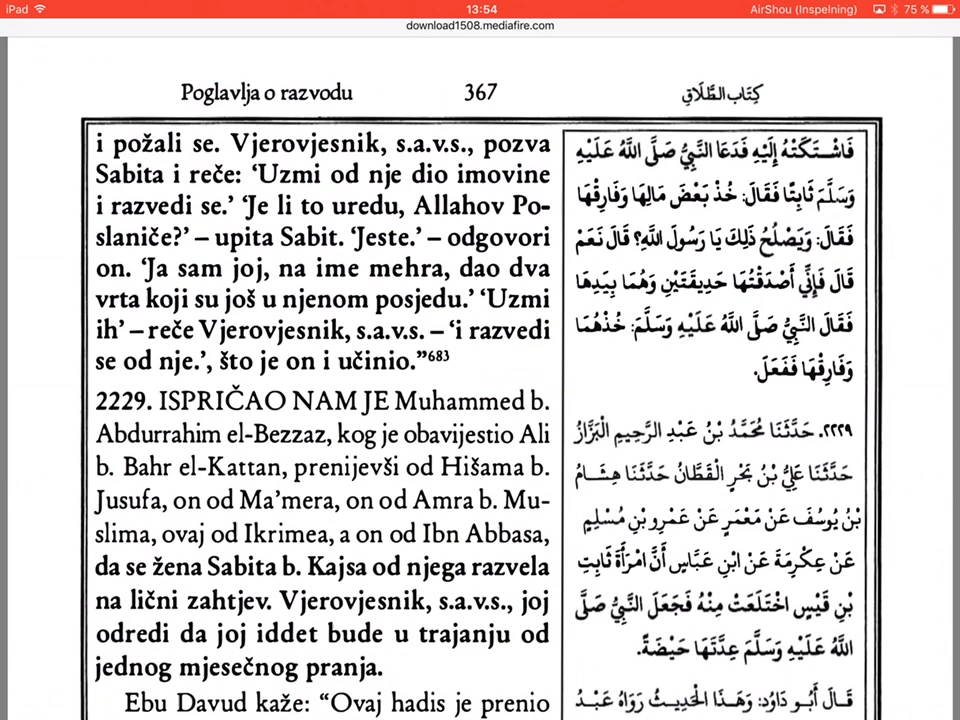 iPad 13:54 AirShou (Inspelning) 75 %
download1508.mediafire.com
Poglavlja o razvodu 367 كِتَاب الطَّلَاقِ
i požali se. Vjerovjesnik, s.a.v.s., pozva
Sabita i reče: ‘Uzmi od nje dio imovine
i razvedi se.’ ‘Je li to uredu, Allahov Po-
slaniče?’ – upita Sabit. ‘Jeste.’ – odgovori
on. ‘Ja sam joj, na ime mehra, dao dva
vrta koji su još u njenom posjedu.’ ‘Uzmi
ih’ – reče Vjerovjesnik, s.a.v.s. – ‘i razvedi
se od nje.’, što je on i učinio.”⁶⁸³
2229. ISPRIČAO NAM JE Muhammed b.
Abdurrahim el-Bezzaz, kog je obavijestio Ali
b. Bahr el-Kattan, prenijevši od Hišama b.
Jusufa, on od Ma’mera, on od Amra b. Mu-
slima, ovaj od Ikrimea, a on od Ibn Abbasa,
da se žena Sabita b. Kajsa od njega razvela
na lični zahtjev. Vjerovjesnik, s.a.v.s., joj
odredi da joj iddet bude u trajanju od
jednog mjesečnog pranja.
Ebu Davud kaže: “Ovaj hadis je prenio
فَاشْتَكَتْهُ إِلَيْهِ فَدَعَا النَّبِيُّ صَلَّى اللَّهُ عَلَيْهِ
وَسَلَّمَ ثَابِتًا فَقَالَ: خُذْ بَعْضَ مَالِهَا وَفَارِقْهَا
فَقَالَ: وَيَصْلُحُ ذَلِكَ يَا رَسُولَ اللَّهِ؟ قَالَ نَعَمْ
قَالَ فَإِنِّي أَصْدَقْتُهَا حَدِيقَتَيْنِ وَهُمَا بِيَدِهَا
فَقَالَ النَّبِيُّ صَلَّى اللَّهُ عَلَيْهِ وَسَلَّمَ: خُذْهُمَا
وَفَارِقْهَا فَفَعَلَ.
٢٢٢٩. حَدَّثَنَا مُحَمَّدُ بْنُ عَبْدِ الرَّحِيمِ الْبَزَّازُ
حَدَّثَنَا عَلِيُّ بْنُ بَحْرٍ الْقَطَّانُ حَدَّثَنَا هِشَامُ
بْنُ يُوسُفَ عَنْ مَعْمَرٍ عَنْ عَمْرِو بْنِ مُسْلِمٍ
عَنْ عِكْرِمَةَ عَنْ ابْنِ عَبَّاسٍ أَنَّ امْرَأَةَ ثَابِتِ
بْنِ قَيْسٍ اخْتَلَعَتْ مِنْهُ فَجَعَلَ النَّبِيُّ صَلَّى
اللَّهُ عَلَيْهِ وَسَلَّمَ عِدَّتَهَا حَيْضَةً.
قَالَ أَبُو دَاوُد: وَهَذَا الْحَدِيثُ رَوَاهُ عَبْدُ